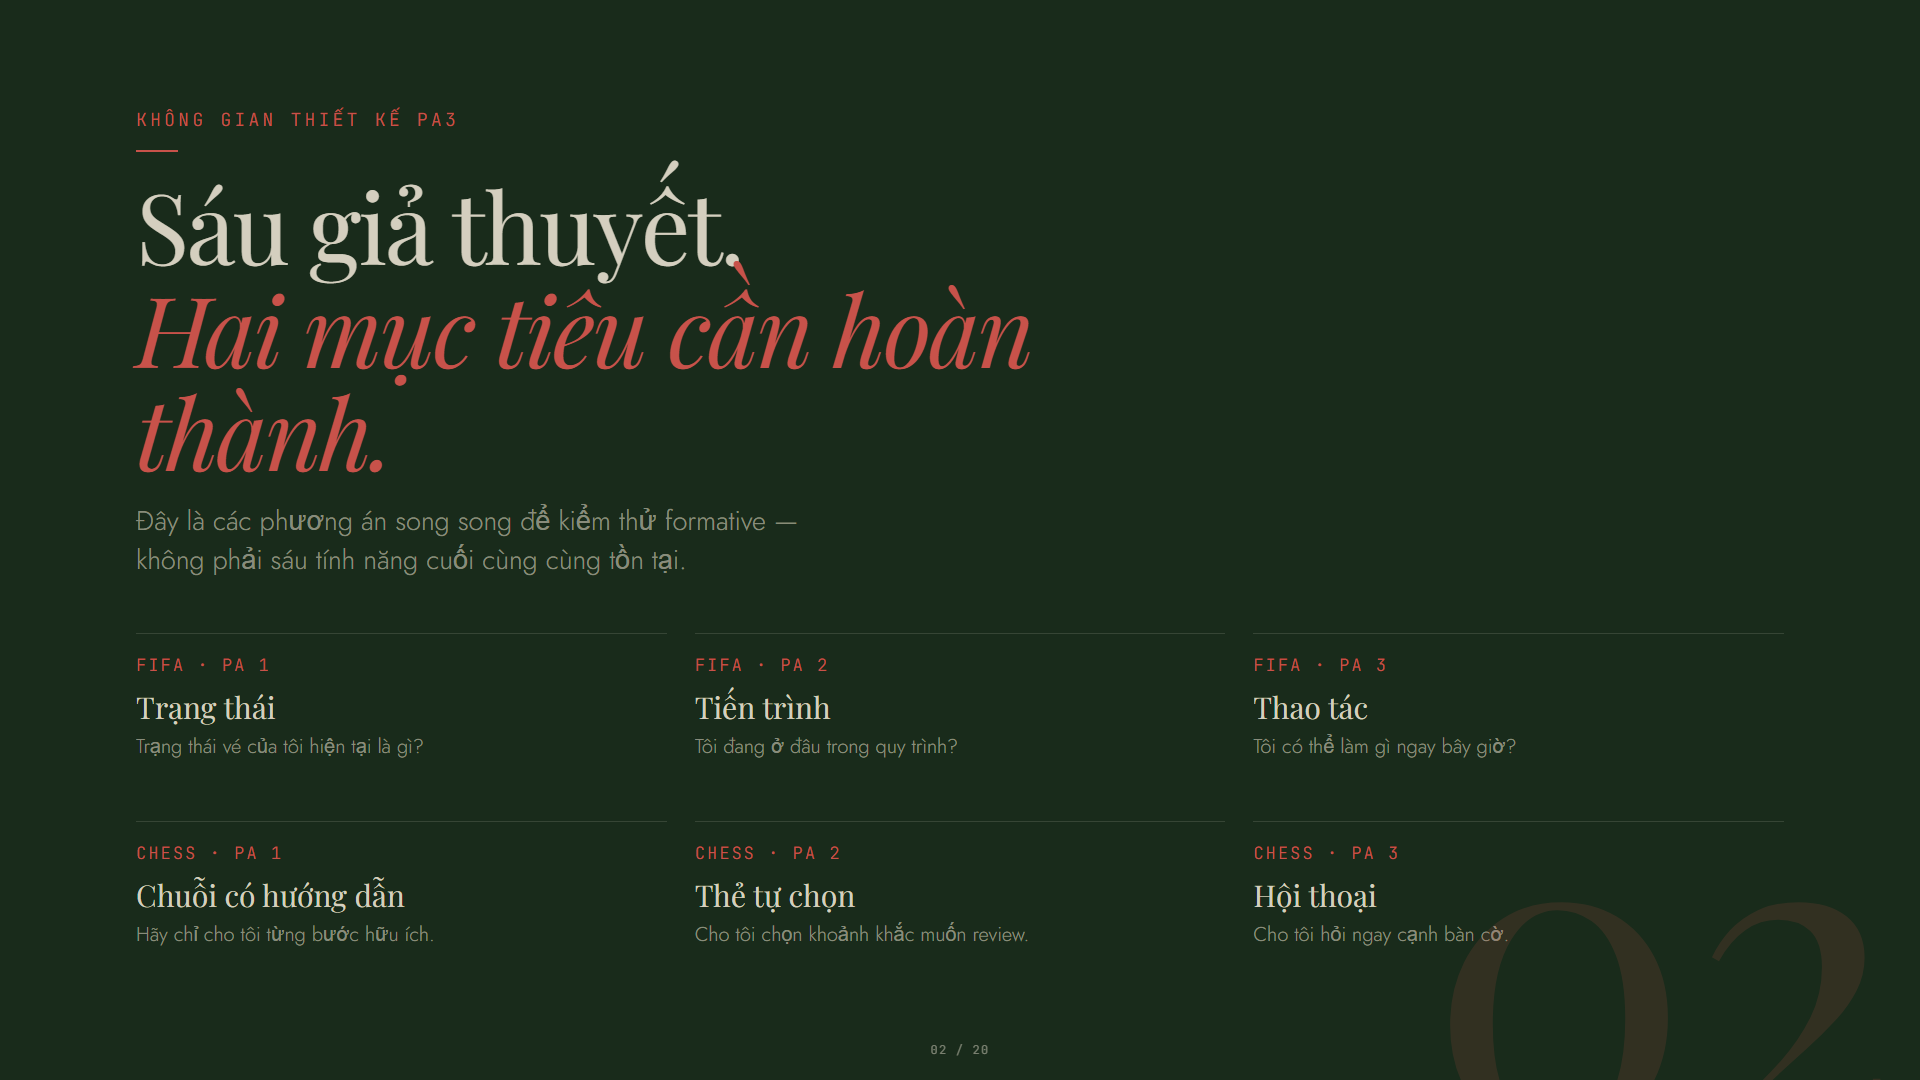 KHÔNG GIAN THIẾT KẾ PA3
Sáu giả thuyết.
Hai mục tiêu cần hoàn
thành.
Đây là các phương án song song để kiểm thử formative —
không phải sáu tính năng cuối cùng cùng tồn tại.
FIFA · PA 1
Trạng thái
Trạng thái vé của tôi hiện tại là gì?
FIFA · PA 2
Tiến trình
Tôi đang ở đâu trong quy trình?
FIFA · PA 3
Thao tác
Tôi có thể làm gì ngay bây giờ?
CHESS · PA 1
Chuỗi có hướng dẫn
Hãy chỉ cho tôi từng bước hữu ích.
CHESS · PA 2
Thẻ tự chọn
Cho tôi chọn khoảnh khắc muốn review.
CHESS · PA 3
Hội thoại
Cho tôi hỏi ngay cạnh bàn cờ.
02
02 / 20